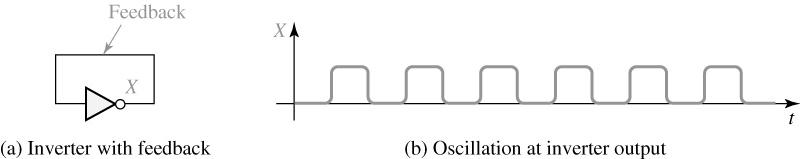 Feedback
X
X
t
(a) Inverter with feedback
(b) Oscillation at inverter output